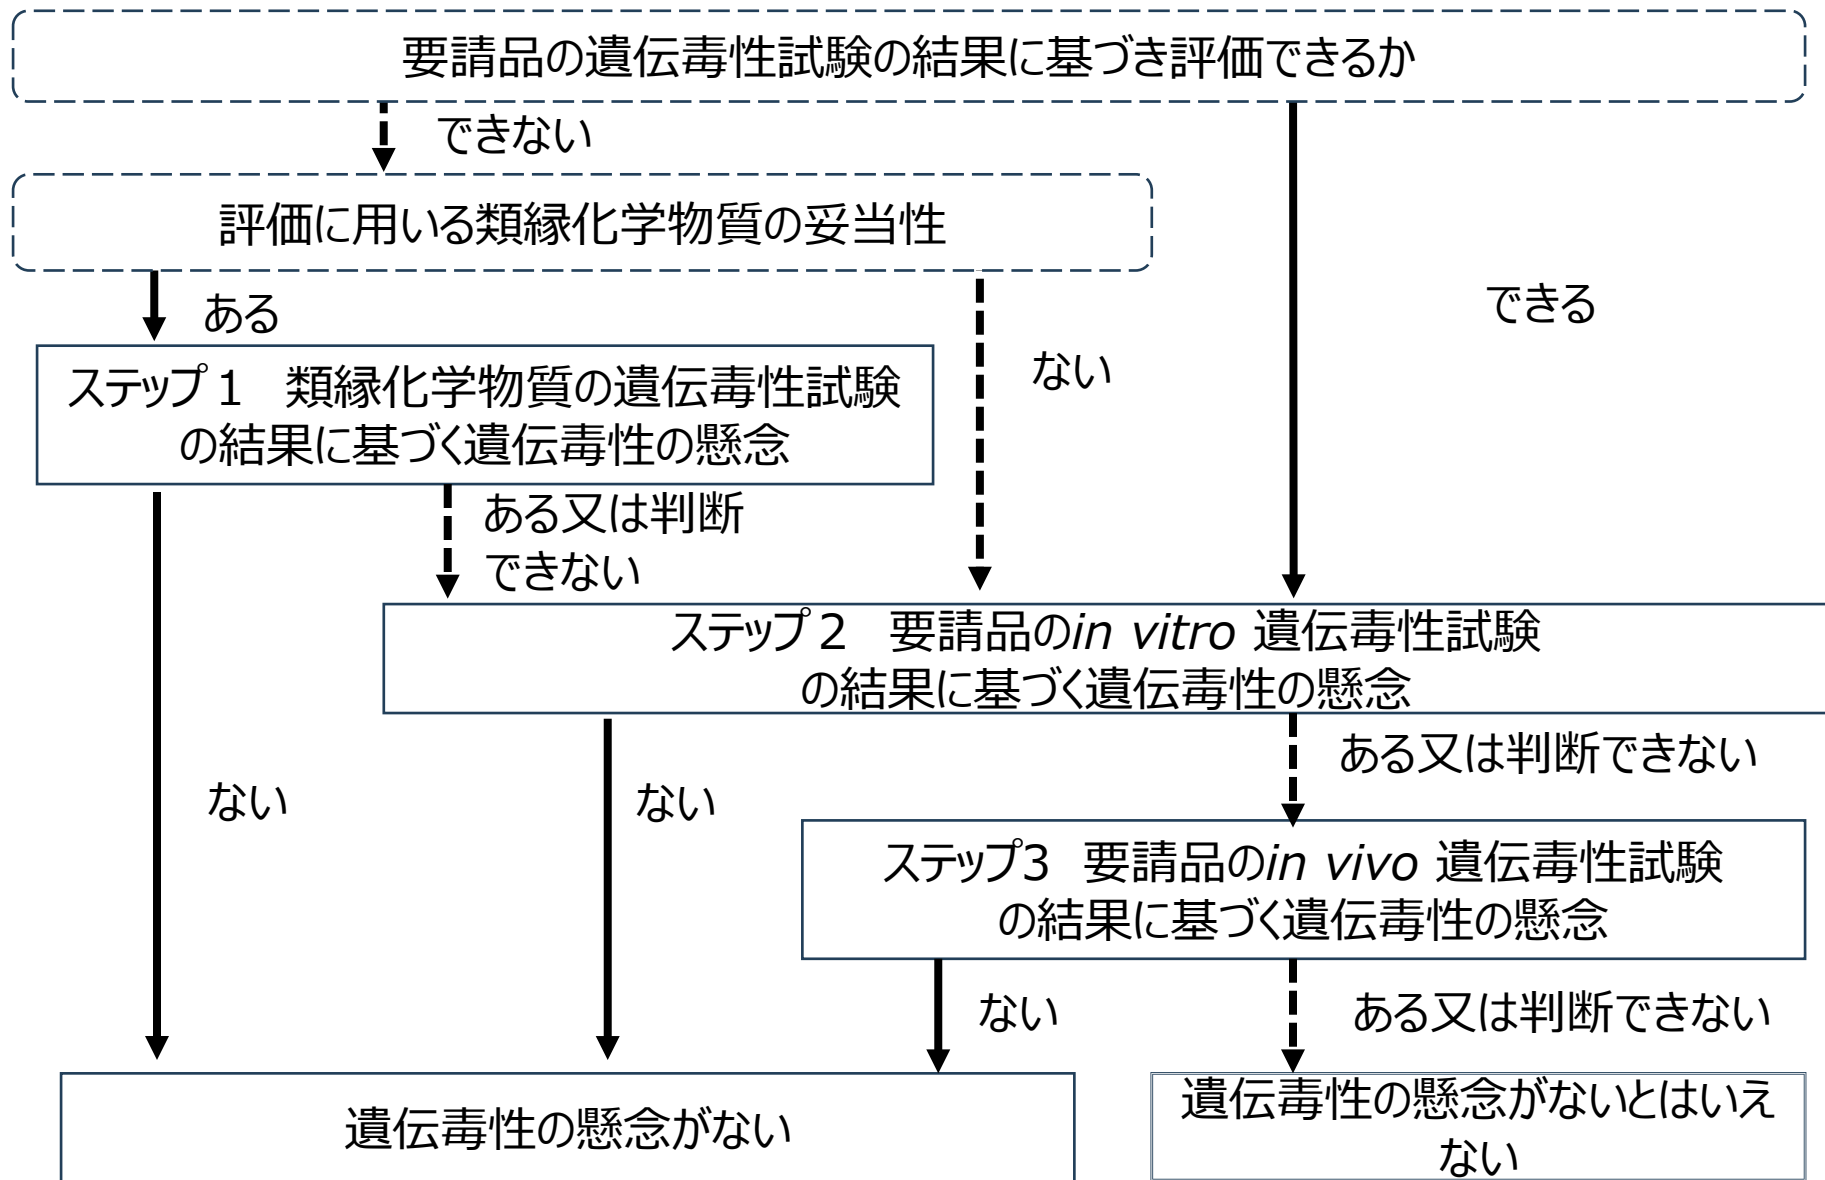 要請品の遺伝毒性試験の結果に基づき評価できるか
できない
評価に用いる類縁化学物質の妥当性
ある
できる
ない
ステップ１　類縁化学物質の遺伝毒性試験
の結果に基づく遺伝毒性の懸念
ある又は判断
できない
ステップ２　要請品のin vitro 遺伝毒性試験
の結果に基づく遺伝毒性の懸念
ある又は判断できない
ない
ない
ステップ3　要請品のin vivo 遺伝毒性試験
の結果に基づく遺伝毒性の懸念
ない
ある又は判断できない
遺伝毒性の懸念がない
遺伝毒性の懸念がないとはいえ
ない